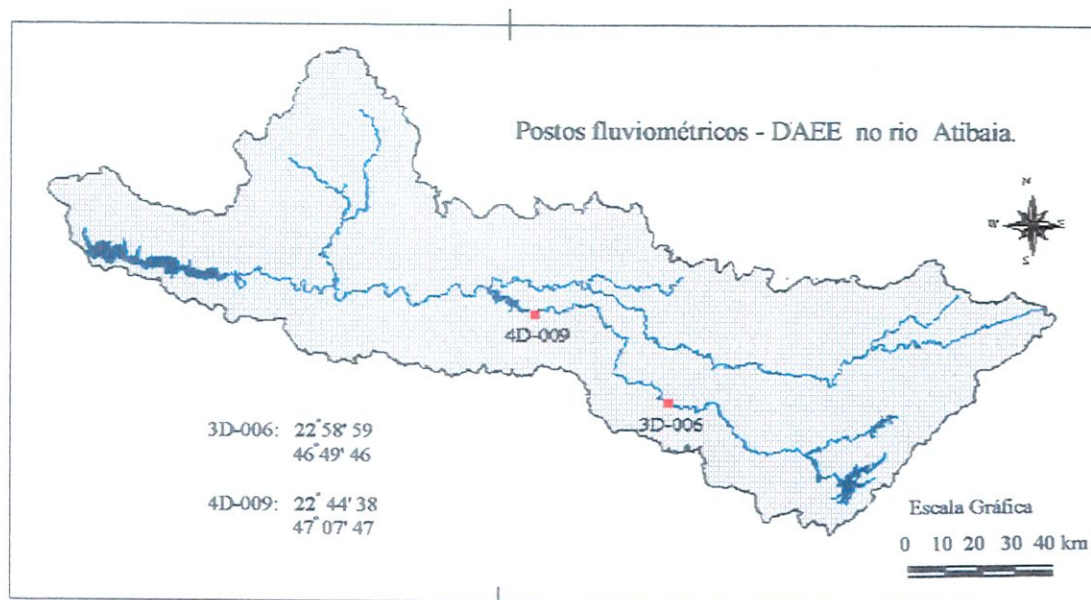 Postos fluviométricos - DAEE no rio Atibaia.
N
W
S
4D-009
3D-006
3D-006: 22° 58' 59
46° 49' 46
4D-009: 22° 44' 38
47° 07' 47
Escala Gráfica
0 10 20 30 40 km